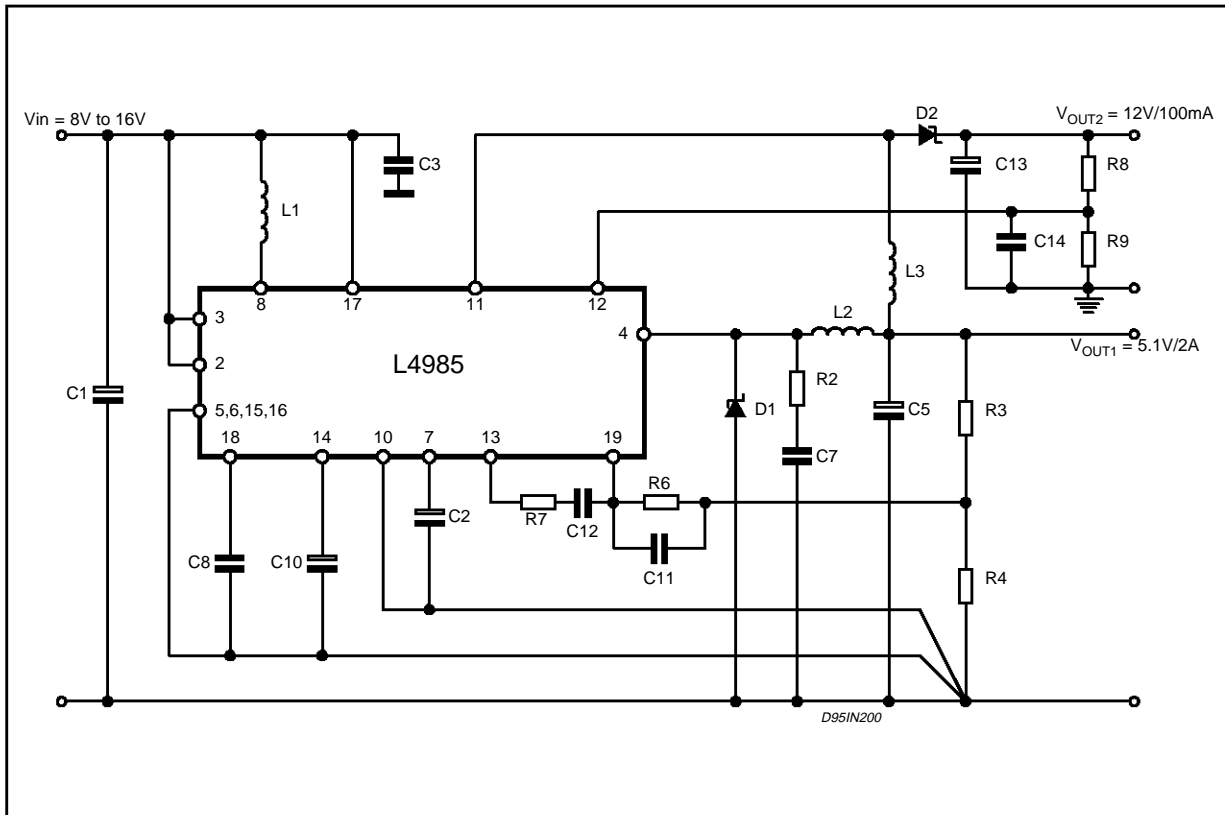 Vin = 8V to 16V
D2
V_OUT2 = 12V/100mA
C3
C13
R8
L1
C14
R9
L3
8
17
11
12
3
4
L2
V_OUT1 = 5.1V/2A
2
L4985
C1
R2
D1
C5
R3
5,6,15,16
18
14
10
7
13
19
C7
R6
R7
C12
C2
C8
C10
C11
R4
D95IN200